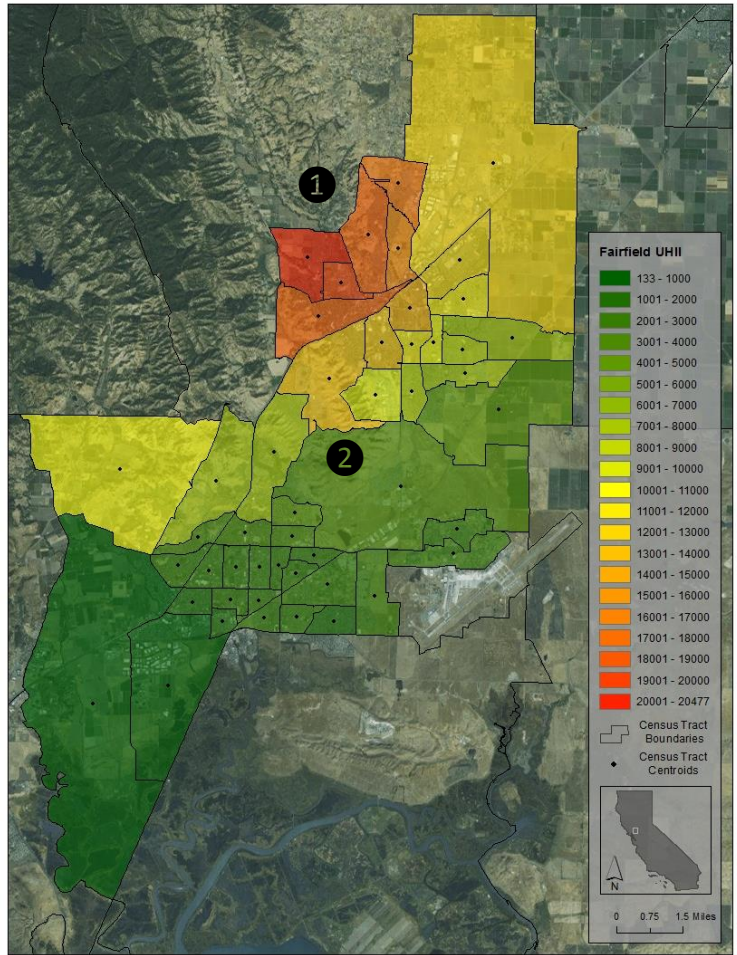 1
2
Fairfield UHII
133 - 1000
1001 - 2000
2001 - 3000
3001 - 4000
4001 - 5000
5001 - 6000
6001 - 7000
7001 - 8000
8001 - 9000
9001 - 10000
10001 - 11000
11001 - 12000
12001 - 13000
13001 - 14000
14001 - 15000
15001 - 16000
16001 - 17000
17001 - 18000
18001 - 19000
19001 - 20000
20001 - 20477
Census Tract
Boundaries
Census Tract
Centroids
N
0 0.75 1.5 Miles